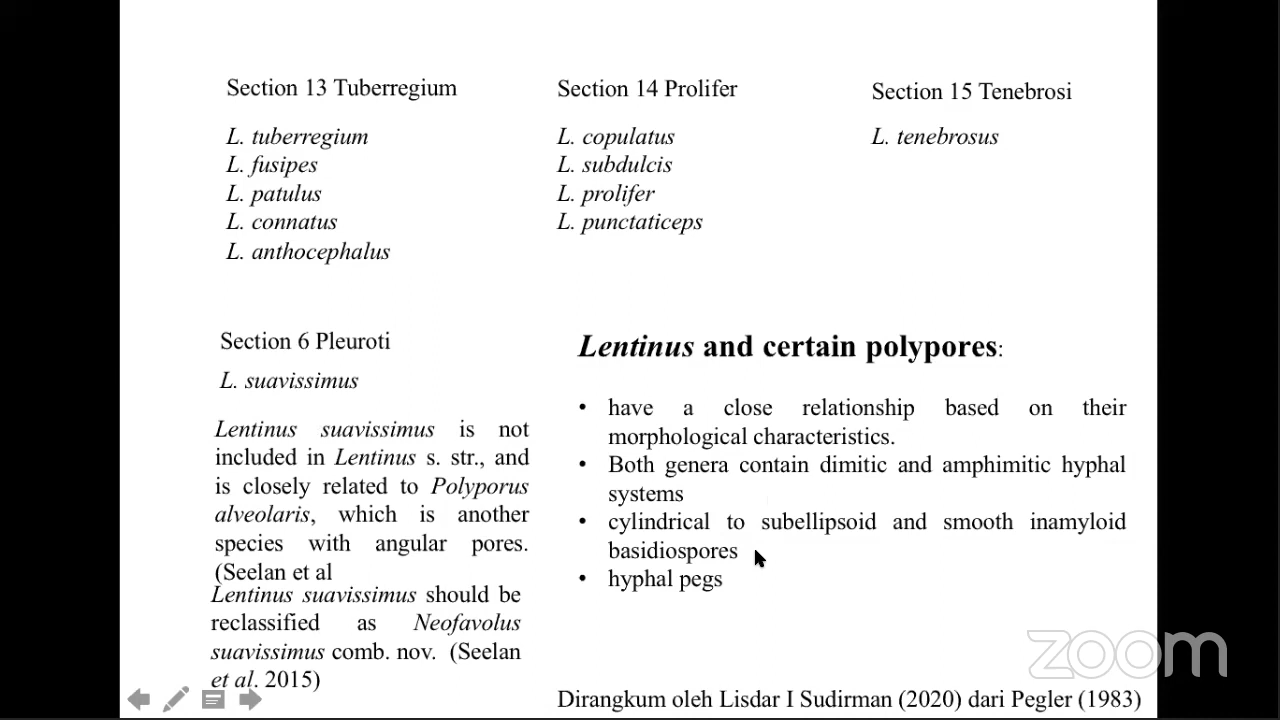 Section 13 Tuberregium
L. tuberregium
L. fusipes
L. patulus
L. connatus
L. anthocephalus
Section 14 Prolifer
L. copulatus
L. subdulcis
L. prolifer
L. punctaticeps
Section 15 Tenebrosi
L. tenebrosus
Section 6 Pleuroti
L. suavissimus
Lentinus suavissimus is not
included in Lentinus s. str., and
is closely related to Polyporus
alveolaris, which is another
species with angular pores.
(Seelan et al
Lentinus suavissimus should be
reclassified as Neofavolus
suavissimus comb. nov. (Seelan
et al. 2015)
Lentinus and certain polypores:
• have a close relationship based on their
morphological characteristics.
• Both genera contain dimitic and amphimitic hyphal
systems
• cylindrical to subellipsoid and smooth inamyloid
basidiospores
• hyphal pegs
Dirangkum oleh Lisdar I Sudirman (2020) dari Pegler (1983)
zoom